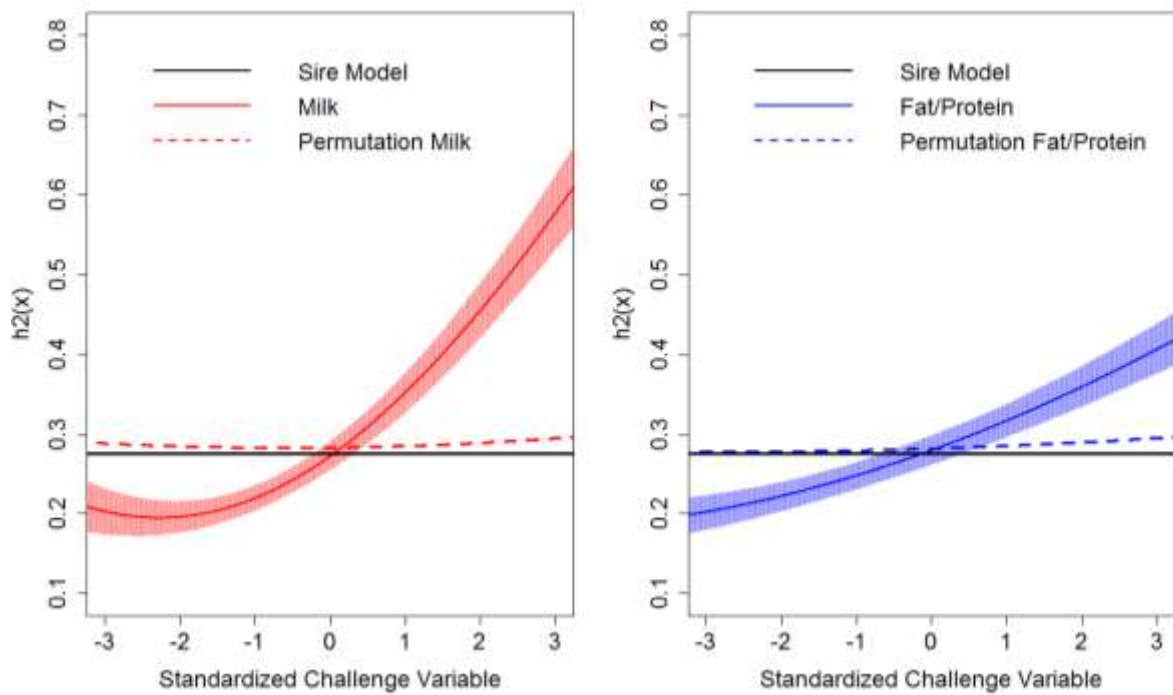 0.8
0.7
0.6
0.5
0.4
0.3
0.2
0.1
h2(x)
Sire Model
Milk
Permutation Milk
-3 -2 -1 0 1 2 3
Standardized Challenge Variable
0.8
0.7
0.6
0.5
0.4
0.3
0.2
0.1
h2(x)
Sire Model
Fat/Protein
Permutation Fat/Protein
-3 -2 -1 0 1 2 3
Standardized Challenge Variable